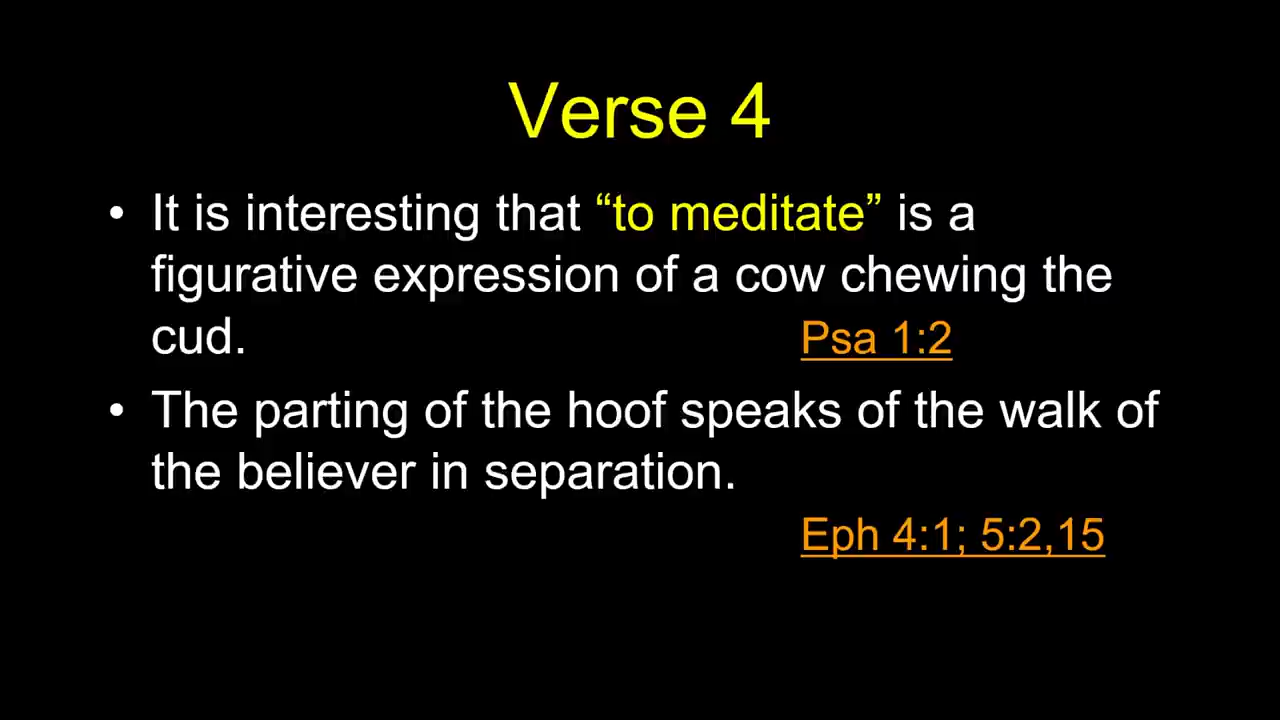 Verse 4
• It is interesting that “to meditate” is a
figurative expression of a cow chewing the
cud. Psa 1:2
• The parting of the hoof speaks of the walk of
the believer in separation.
Eph 4:1; 5:2,15